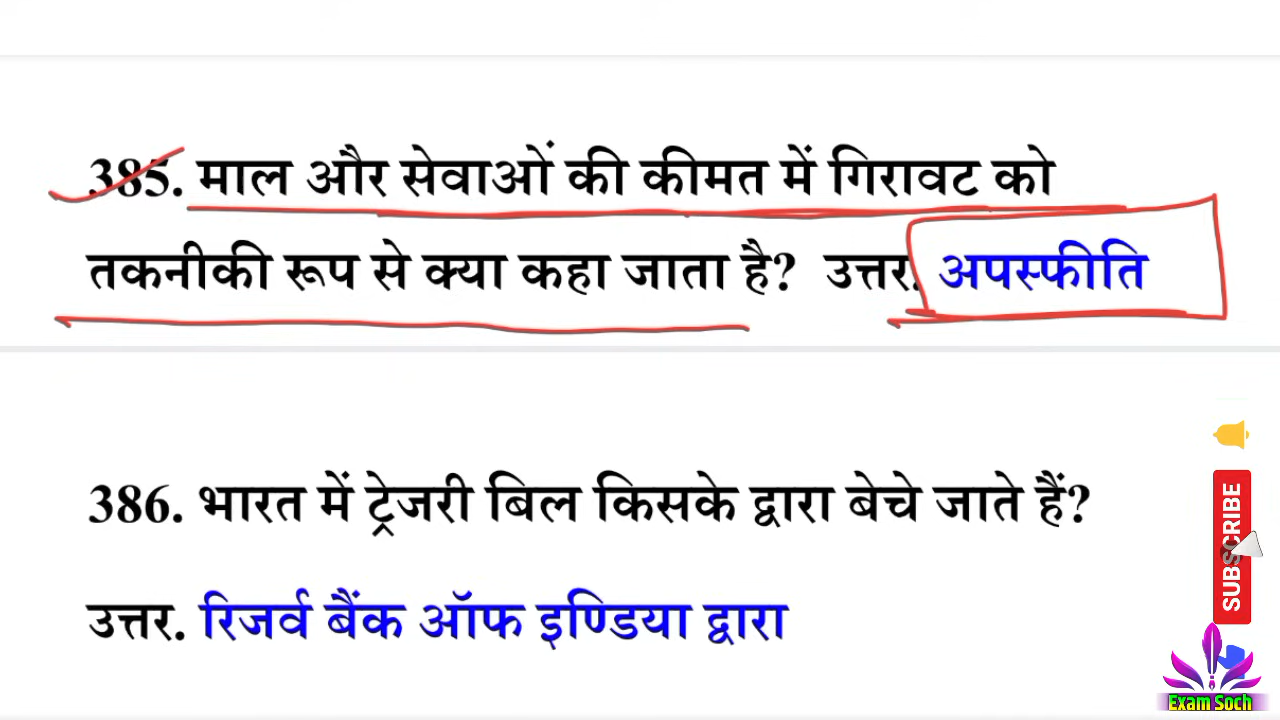 385. माल और सेवाओं की कीमत में गिरावट को
तकनीकी रूप से क्या कहा जाता है? उत्तर. अपस्फीति
386. भारत में ट्रेजरी बिल किसके द्वारा बेचे जाते हैं?
उत्तर. रिजर्व बैंक ऑफ इण्डिया द्वारा
SUBSCRIBE
Exam Soch